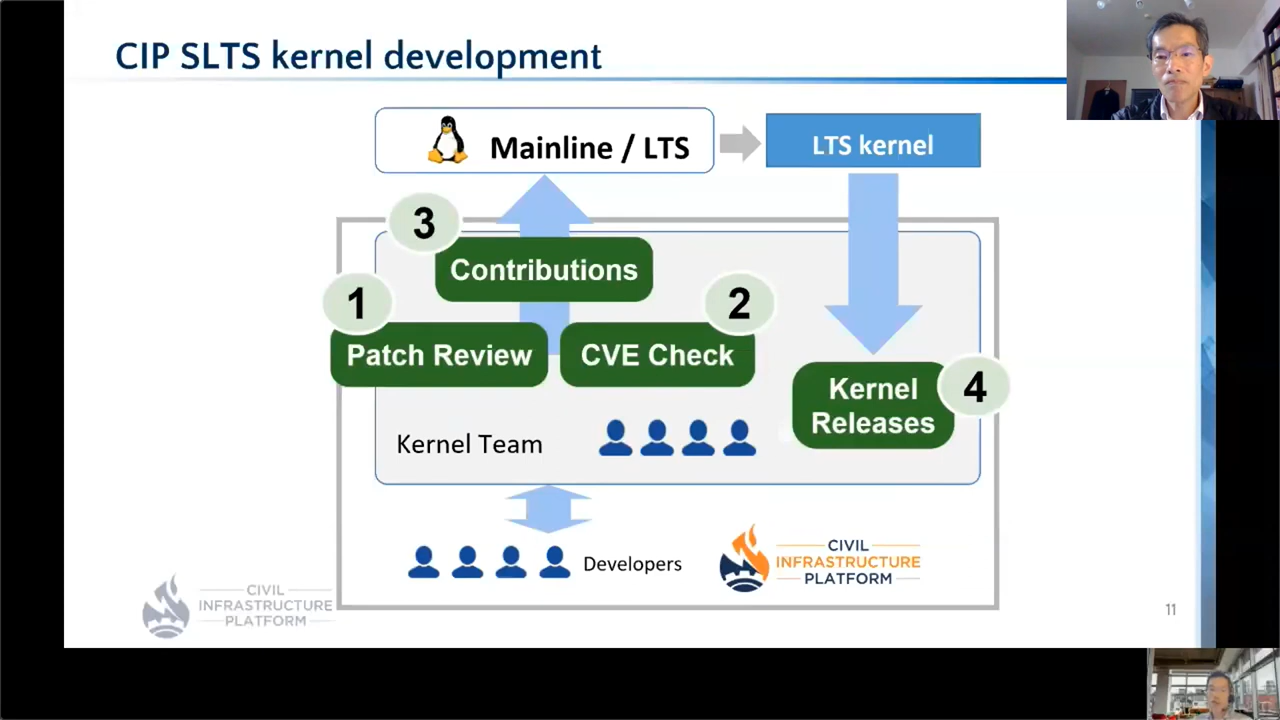 CIP SLTS kernel development
Mainline / LTS
LTS kernel
3
Contributions
1
2
Patch Review
CVE Check
Kernel
Releases
4
Kernel Team
Developers
CIVIL
INFRASTRUCTURE
PLATFORM
CIVIL
INFRASTRUCTURE
PLATFORM
11